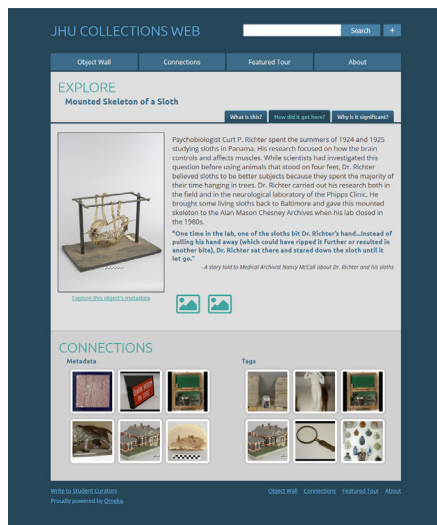 JHU COLLECTIONS WEB
Search +
Object Wall Connections Featured Tour About
EXPLORE
Mounted Skeleton of a Sloth
What is this? How did it get here? Why is it significant?
Psychobiologist Curt P. Richter spent the summers of 1924 and 1925
studying sloths in Panama. His research focused on how the brain
controls and affects muscles. While scientists had investigated this
question before using animals that stood on four feet, Dr. Richter
believed sloths to be better subjects because they spent the majority of
their time hanging in trees. Dr. Richter carried out his research both in
the field and in the neurological laboratory of the Phipps Clinic. He
brought some living sloths back to Baltimore and gave this mounted
skeleton to the Alan Mason Chesney Archives when his lab closed in
the 1980s.
"One time in the lab, one of the sloths bit Dr. Richter's hand...Instead of
pulling his hand away (which could have ripped it further or resulted in
another bite), Dr. Richter sat there and stared down the sloth until it
let go."
- A story told to Medical Archivist Nancy McCall about Dr. Richter and his sloths
Explore this object's metadata
CONNECTIONS
Metadata Tags
DARK ROOM
IN USE
Write to Student Curators Object Wall Connections Featured Tour About
Proudly powered by Omeka.